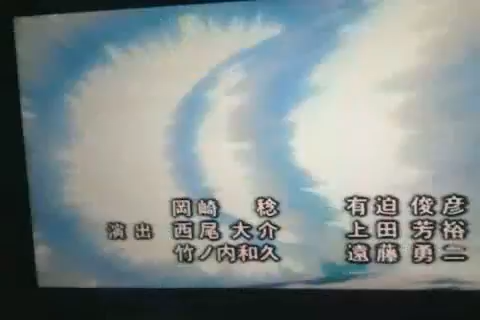 岡崎 稔 有迫俊彦
演出 西尾大介 上田芳裕
竹ノ内和久 遠藤勇二